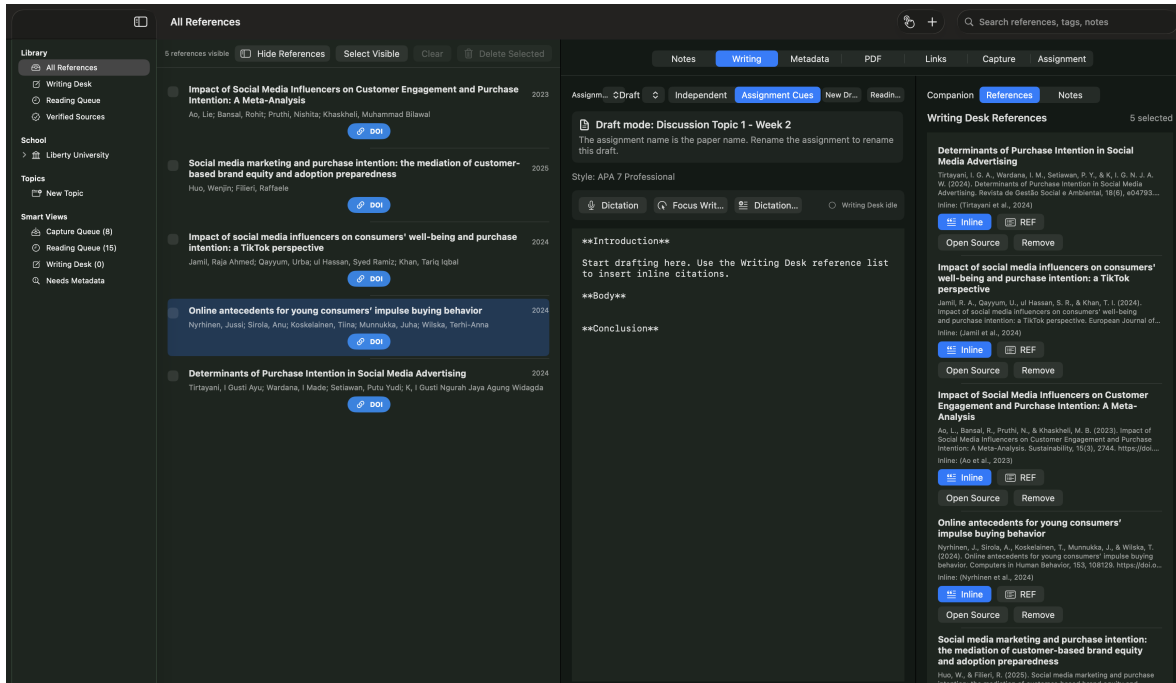 All References
Search references, tags, notes
Library
All References
Writing Desk
Reading Queue
Verified Sources
School
Liberty University
Topics
New Topic
Smart Views
Capture Queue (8)
Reading Queue (15)
Writing Desk (0)
Needs Metadata
5 references visible
Hide References
Select Visible
Clear
Delete Selected
Impact of Social Media Influencers on Customer Engagement and Purchase
Intention: A Meta-Analysis
2023
Ao, Lie; Bansal, Rohit; Pruthi, Nishita; Khaskheli, Muhammad Bilawal
DOI
Social media marketing and purchase intention: the mediation of customer-
based brand equity and adoption preparedness
2025
Huo, Wenjin; Filieri, Raffaele
DOI
Impact of social media influencers on consumers' well-being and purchase
intention: a TikTok perspective
2024
Jamil, Raja Ahmed; Qayyum, Urba; ul Hassan, Syed Ramiz; Khan, Tariq Iqbal
DOI
Online antecedents for young consumers’ impulse buying behavior
2024
Nyrhinen, Jussi; Sirola, Anu; Koskelainen, Tiina; Munnukka, Juha; Wilska, Terhi-Anna
DOI
Determinants of Purchase Intention in Social Media Advertising
2024
Tirtayani, I Gusti Ayu; Wardana, I Made; Setiawan, Putu Yudi; K, I Gusti Ngurah Jaya Agung Widagda
DOI
Notes
Writing
Metadata
PDF
Links
Capture
Assignment
Assignm...
Draft
Independent
Assignment Cues
New Dr...
Readin...
Draft mode: Discussion Topic 1 - Week 2
The assignment name is the paper name. Rename the assignment to rename
this draft.
Style: APA 7 Professional
Dictation
Focus Writ...
Dictation...
Writing Desk idle
**Introduction**
Start drafting here. Use the Writing Desk reference list
to insert inline citations.
**Body**
**Conclusion**
Companion
References
Notes
Writing Desk References
5 selected
Determinants of Purchase Intention in Social
Media Advertising
Tirtayani, I. G. A., Wardana, I. M., Setiawan, P. Y., & K, I. G. N. J. A.
W. (2024). Determinants of Purchase Intention in Social Media
Advertising. Revista de Gestão Social e Ambiental, 18(6), e04793....
Inline: (Tirtayani et al., 2024)
Inline
REF
Open Source
Remove
Impact of social media influencers on consumers'
well-being and purchase intention: a TikTok
perspective
Jamil, R. A., Qayyum, U., ul Hassan, S. R., & Khan, T. I. (2024).
Impact of social media influencers on consumers' well-being
and purchase intention: a TikTok perspective. European Journal of...
Inline: (Jamil et al., 2024)
Inline
REF
Open Source
Remove
Impact of Social Media Influencers on Customer
Engagement and Purchase Intention: A Meta-
Analysis
Ao, L., Bansal, R., Pruthi, N., & Khaskheli, M. B. (2023). Impact of
Social Media Influencers on Customer Engagement and Purchase
Intention: A Meta-Analysis. Sustainability, 15(3), 2744. https://doi....
Inline: (Ao et al., 2023)
Inline
REF
Open Source
Remove
Online antecedents for young consumers’
impulse buying behavior
Nyrhinen, J., Sirola, A., Koskelainen, T., Munnukka, J., & Wilska, T.
(2024). Online antecedents for young consumers’ impulse buying
behavior. Computers in Human Behavior, 153, 108129. https://doi.o...
Inline: (Nyrhinen et al., 2024)
Inline
REF
Open Source
Remove
Social media marketing and purchase intention:
the mediation of customer-based brand equity
and adoption preparedness
Huo, W., & Filieri, R. (2025). Social media marketing and purchase